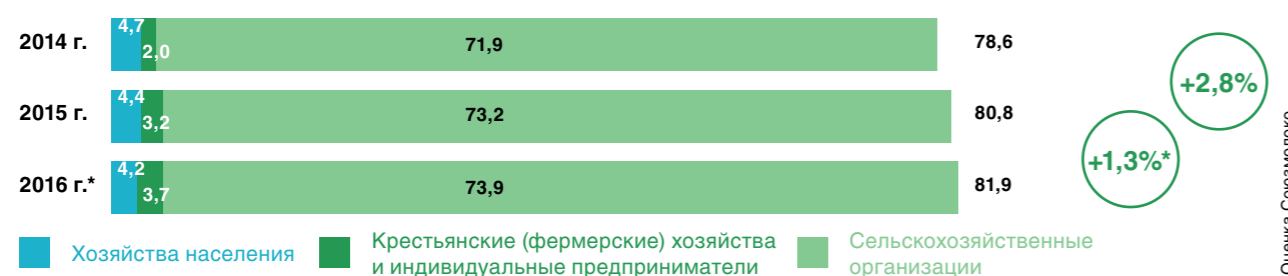 2014 г. 4,7 2,0 71,9 78,6
+2,8%
2015 г. 4,4 3,2 73,2 80,8
+1,3%*
2016 г.* 4,2 3,7 73,9 81,9
Хозяйства населения
Крестьянские (фермерские) хозяйства
и индивидуальные предприниматели
Сельскохозяйственные
организации
Союзмолоко